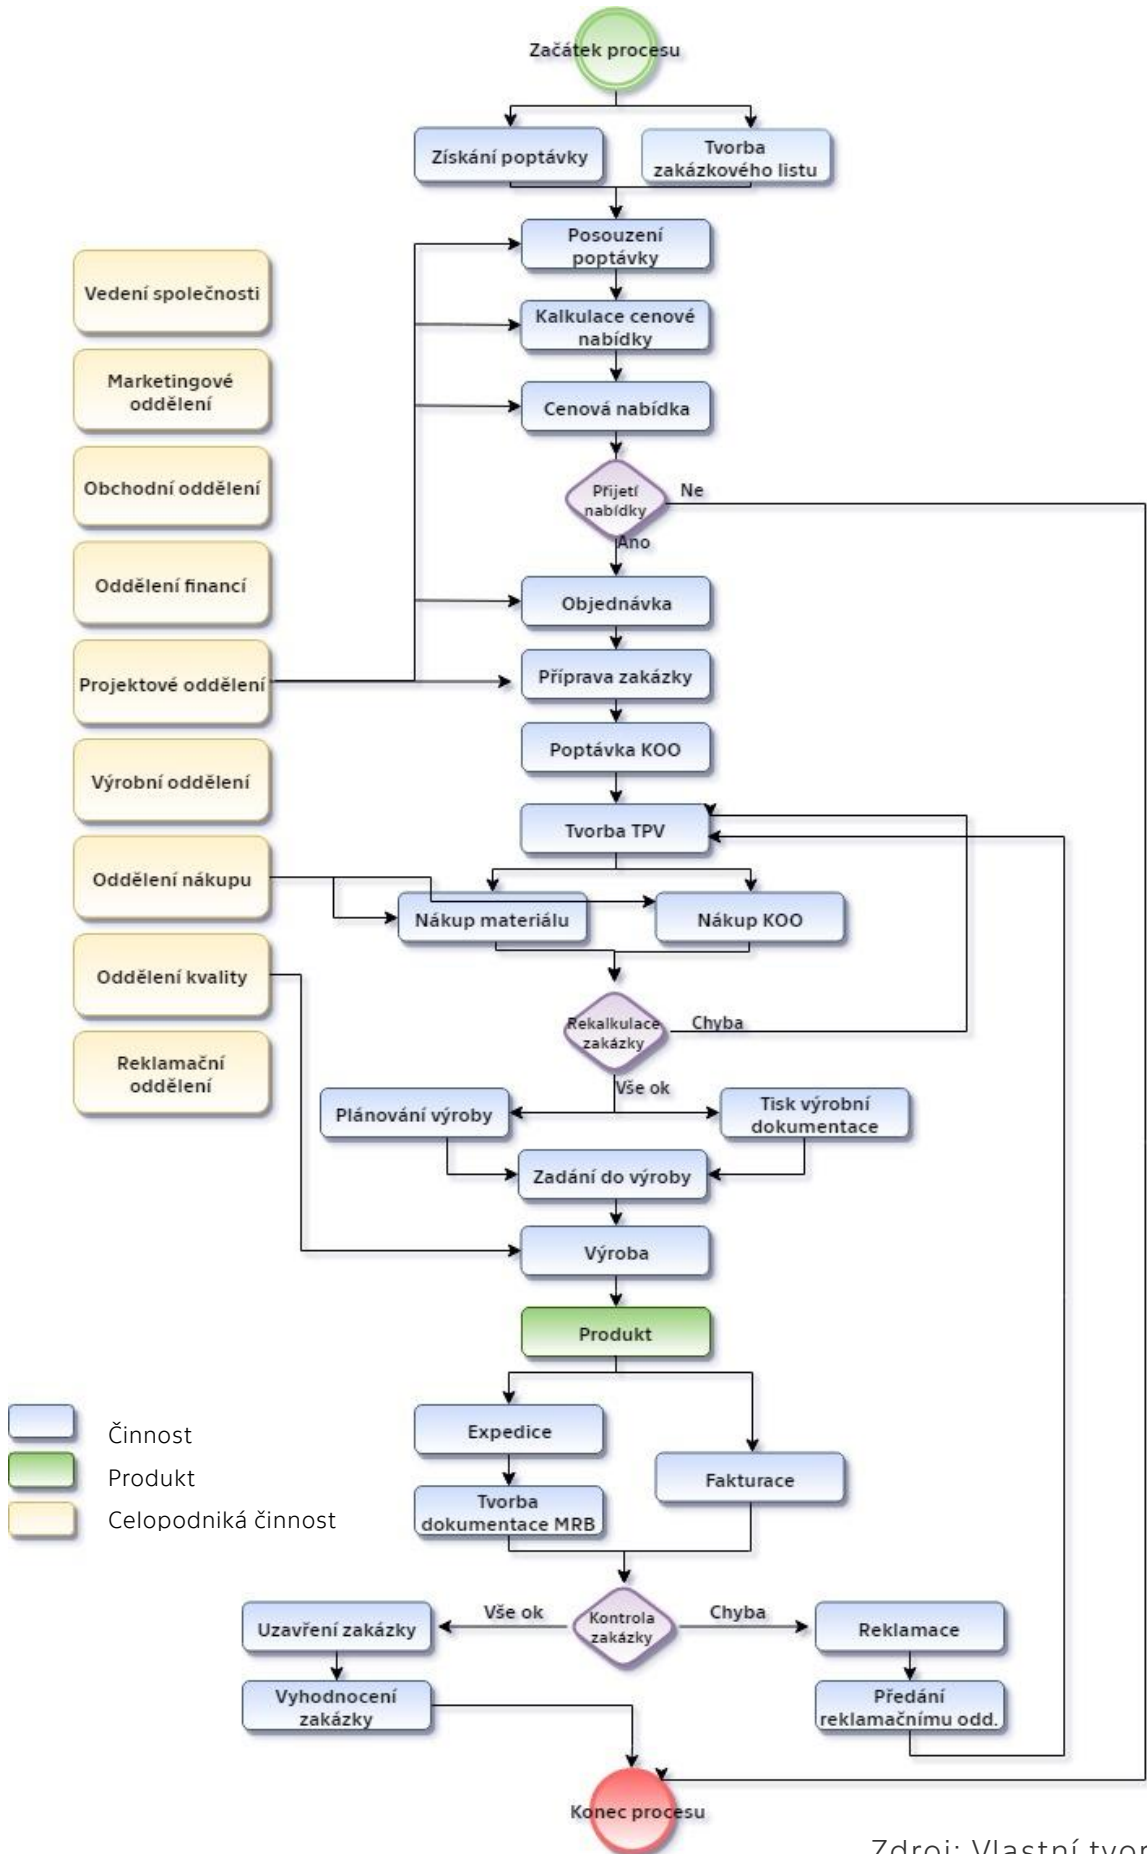 Začátek procesu
Získání poptávky
Tvorba
zakázkového listu
Posouzení
poptávky
Vedení společnosti
Kalkulace cenové
nabídky
Marketingové
oddělení
Cenová nabídka
Obchodní oddělení
Přijetí
nabídky
Ne
Ano
Oddělení financí
Objednávka
Projektové oddělení
Příprava zakázky
Poptávka KOO
Výrobní oddělení
Tvorba TPV
Oddělení nákupu
Nákup materiálu
Nákup KOO
Oddělení kvality
Rekalkulace
zakázky
Chyba
Reklamační
oddělení
Vše ok
Plánování výroby
Tisk výrobní
dokumentace
Zadání do výroby
Výroba
Produkt
Činnost
Produkt
Celopodniká činnost
Expedice
Fakturace
Tvorba
dokumentace MRB
Uzavření zakázky
Vše ok
Kontrola
zakázky
Chyba
Reklamace
Vyhodnocení
zakázky
Předání
reklamačnímu odd.
Konec procesu
Zdroj: Vlastní